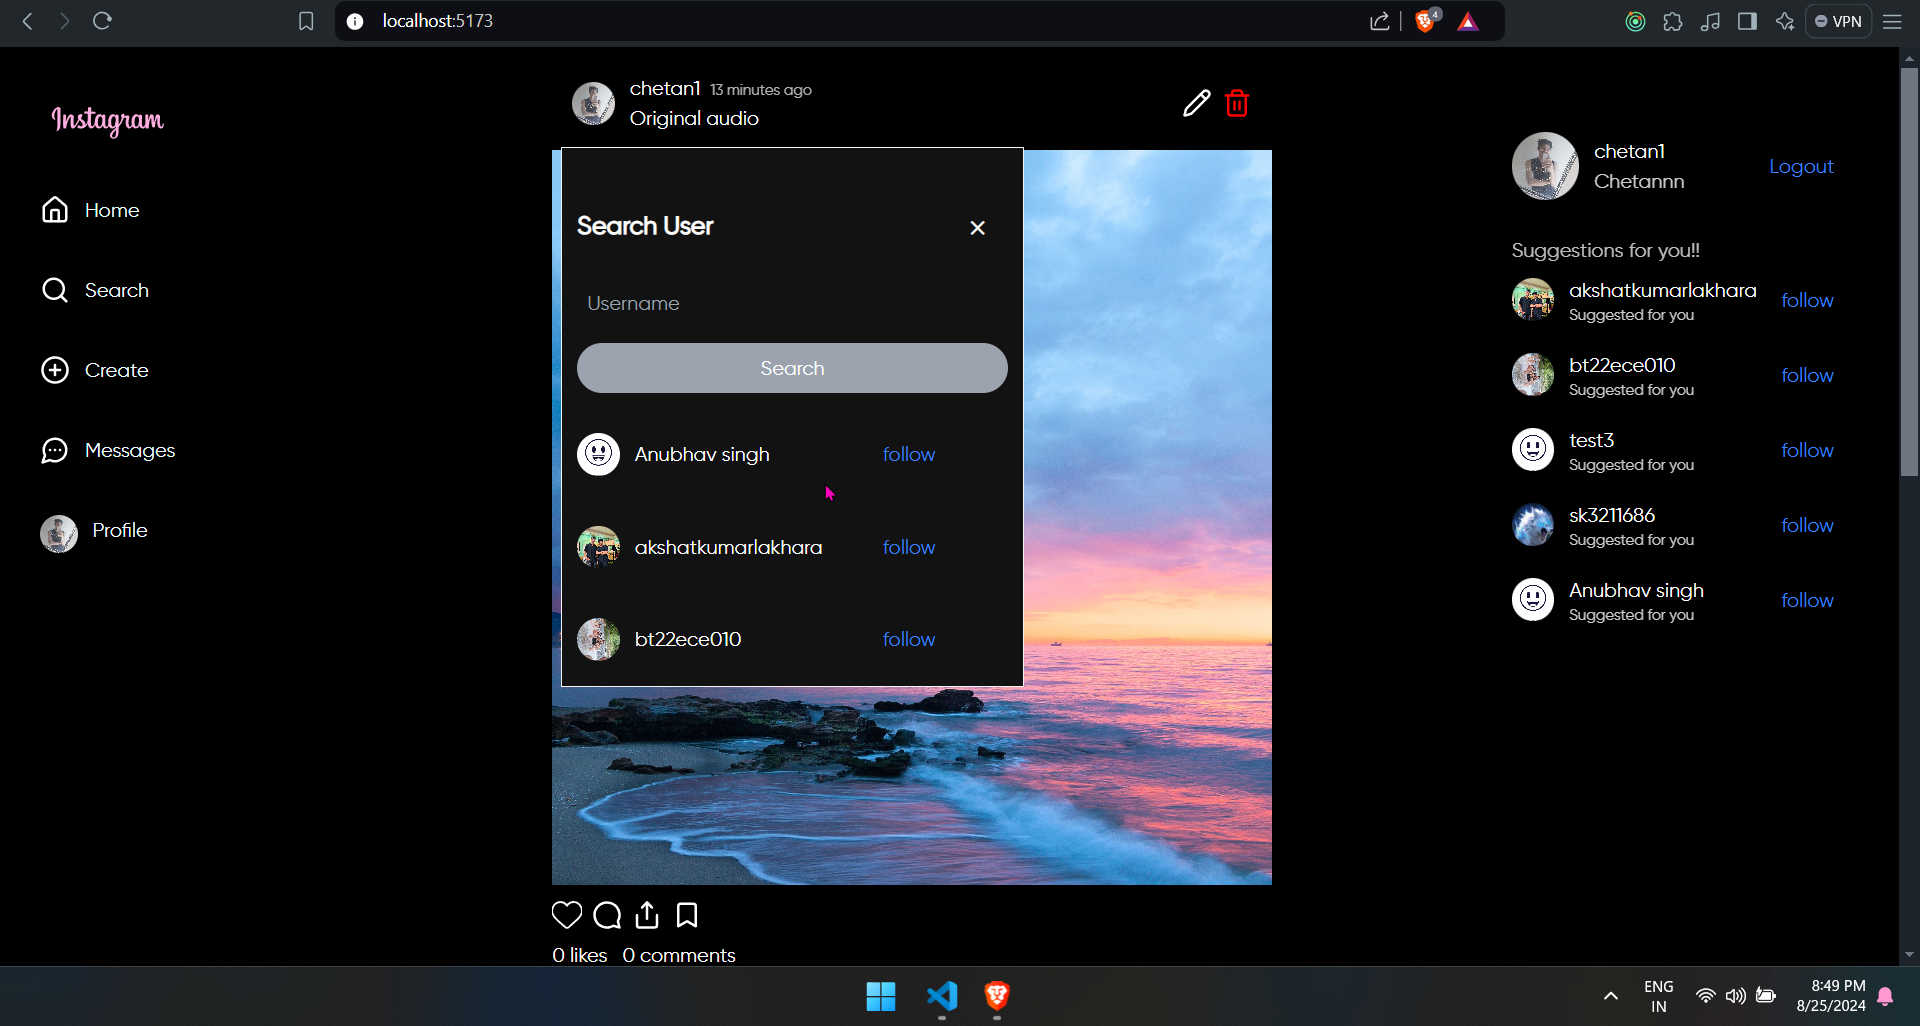 localhost:5173
4
VPN
Instagram
Home
Search
Create
Messages
Profile
chetan1 13 minutes ago
Original audio
Search User
Username
Search
Anubhav singh follow
akshatkumarlakhara follow
bt22ece010 follow
0 likes 0 comments
chetan1
Chetannn
Logout
Suggestions for you!!
akshatkumarlakhara
Suggested for you
follow
bt22ece010
Suggested for you
follow
test3
Suggested for you
follow
sk3211686
Suggested for you
follow
Anubhav singh
Suggested for you
follow
ENG
IN
8:49 PM
8/25/2024